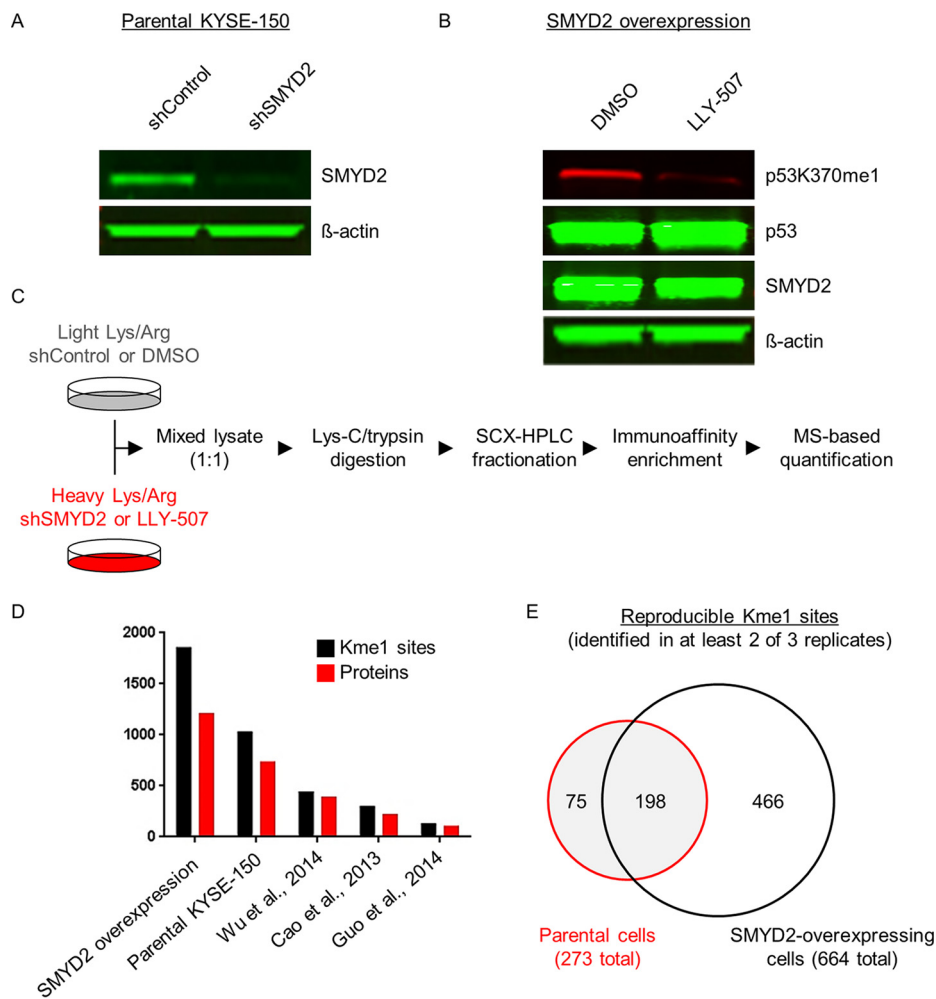 A
Parental KYSE-150
shControl
shSMYD2
SMYD2
ß-actin
B
SMYD2 overexpression
DMSO
LLY-507
p53K370me1
p53
SMYD2
ß-actin
C
Light Lys/Arg
shControl or DMSO
Mixed lysate
(1:1)
Lys-C/trypsin
digestion
SCX-HPLC
fractionation
Immunoaffinity
enrichment
MS-based
quantification
Heavy Lys/Arg
shSMYD2 or LLY-507
D
2000
1500
1000
500
0
Kme1 sites
Proteins
SMYD2 overexpression
Parental KYSE-150
Wu et al., 2014
Cao et al., 2013
Guo et al., 2014
E
Reproducible Kme1 sites
(identified in at least 2 of 3 replicates)
75
198
466
Parental cells
(273 total)
SMYD2-overexpressing
cells (664 total)